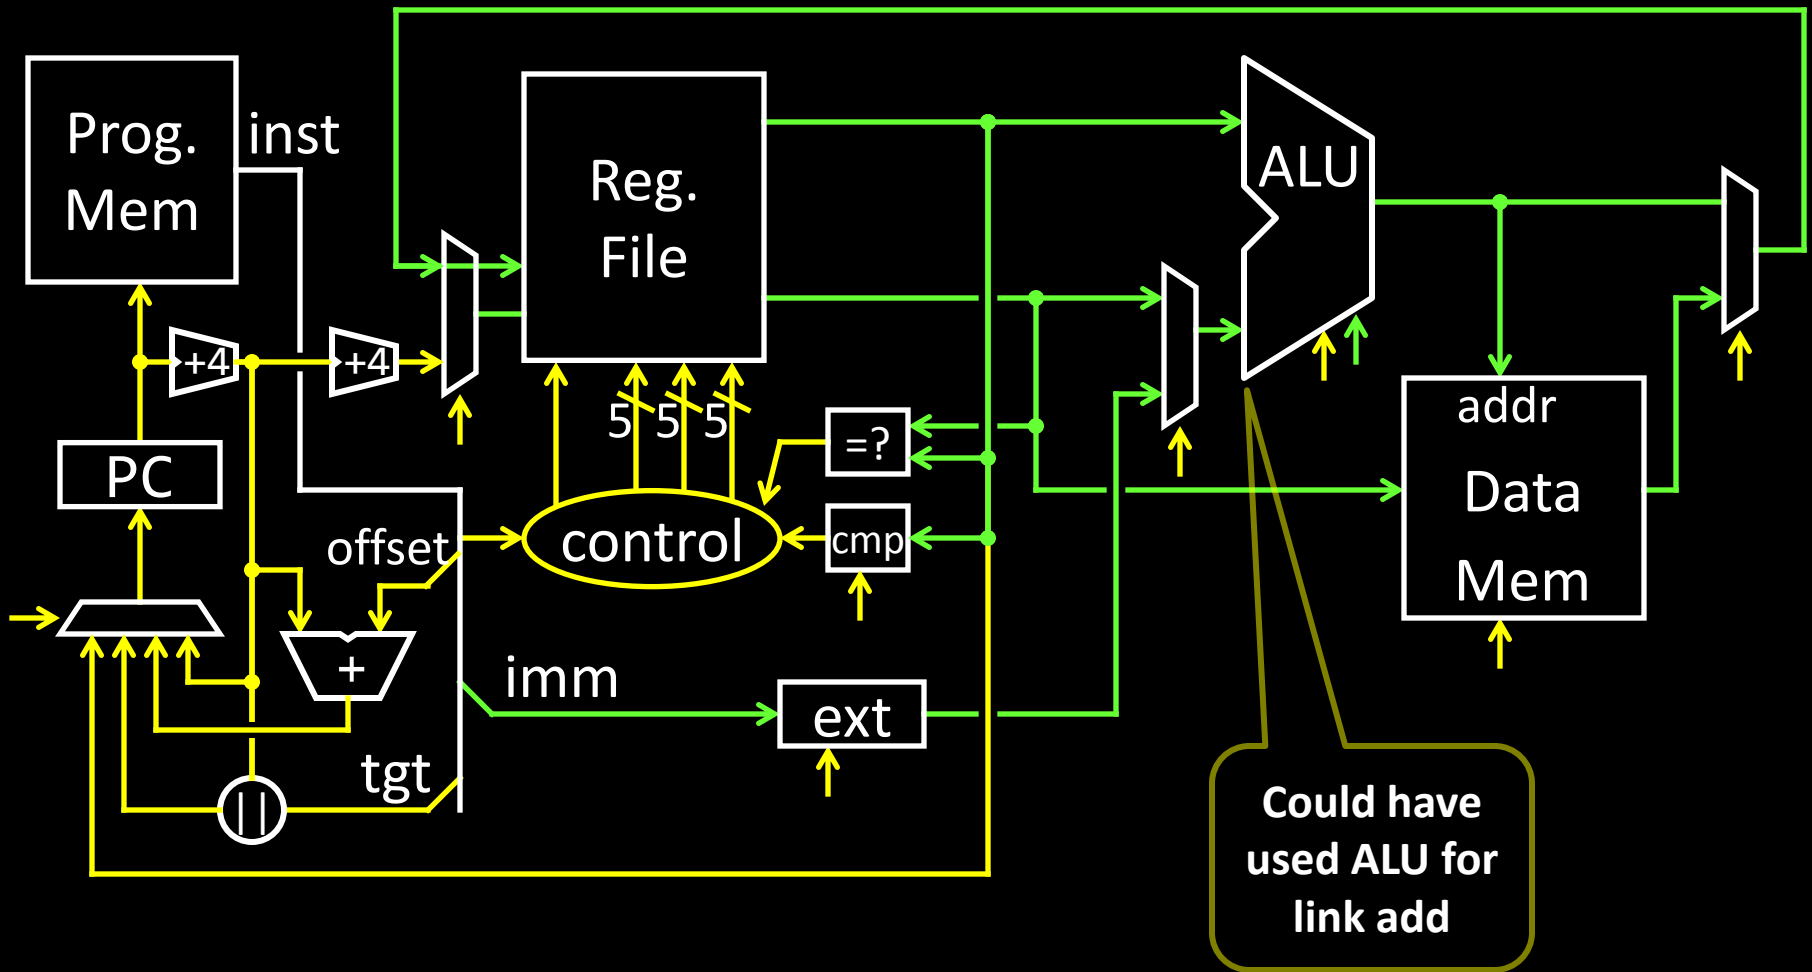 Prog.
Mem
inst
Reg.
File
ALU
+4
+4
5 5 5
=?
addr
PC
Data
offset
control
cmp
Mem
+
imm
ext
tgt
||
Could have
used ALU for
link add